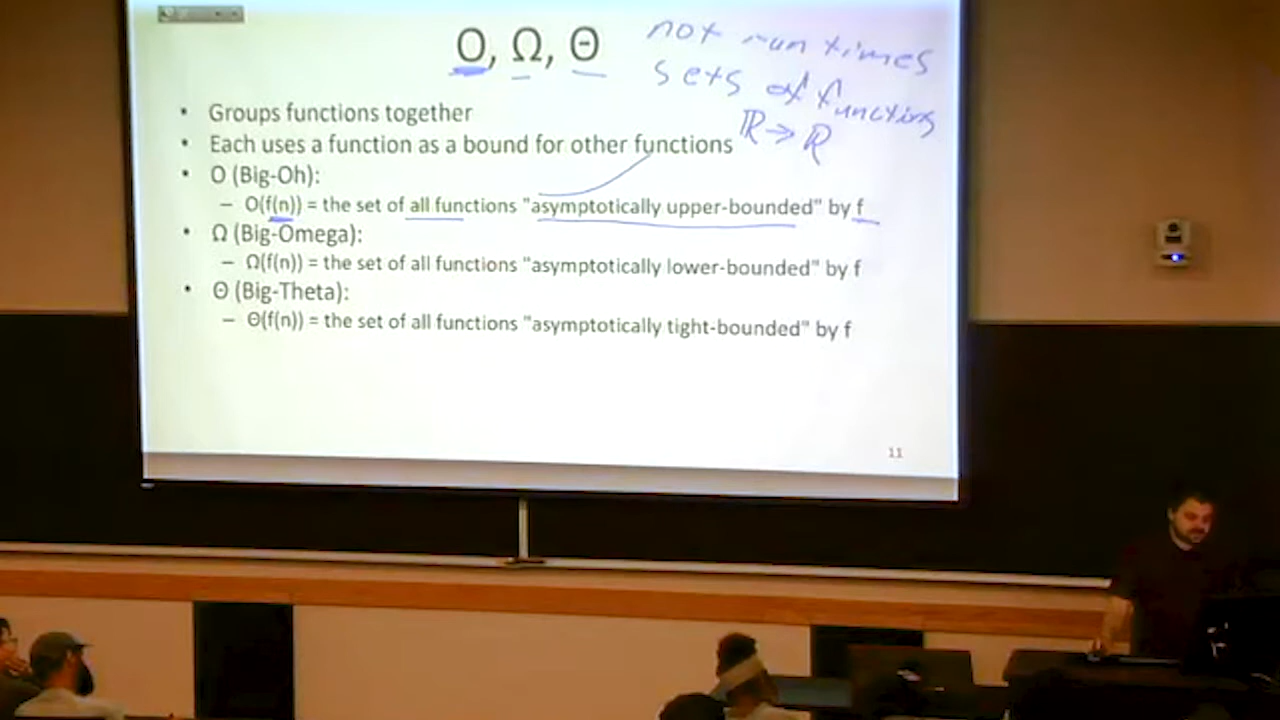 O, Ω, Θ
not run times
sets of functions
ℝ → ℝ
• Groups functions together
• Each uses a function as a bound for other functions
• O (Big-Oh):
– O(f(n)) = the set of all functions "asymptotically upper-bounded" by f
• Ω (Big-Omega):
– Ω(f(n)) = the set of all functions "asymptotically lower-bounded" by f
• Θ (Big-Theta):
– Θ(f(n)) = the set of all functions "asymptotically tight-bounded" by f
11